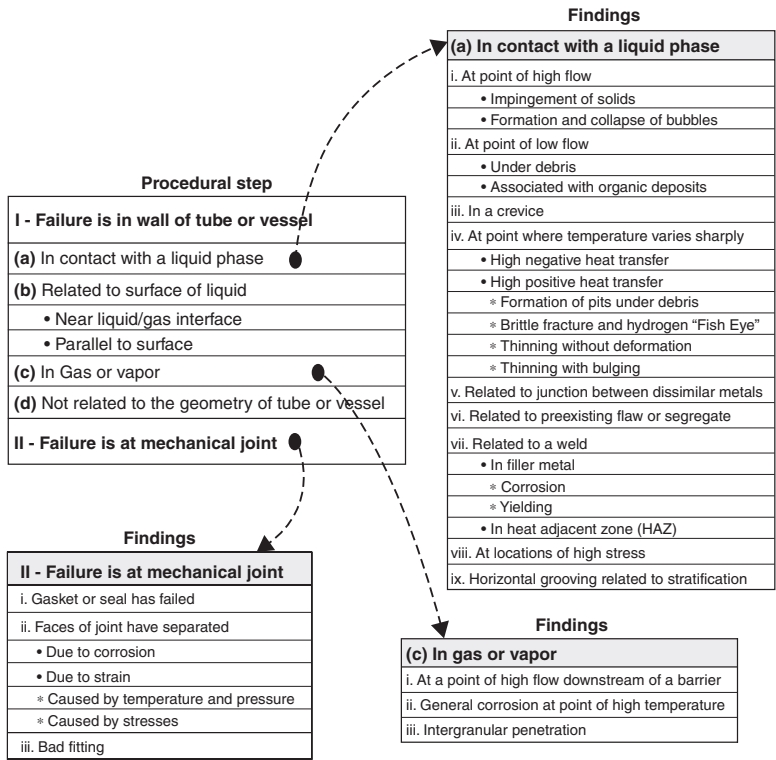 Procedural step
I - Failure is in wall of tube or vessel
(a) In contact with a liquid phase
(b) Related to surface of liquid
• Near liquid/gas interface
• Parallel to surface
(c) In Gas or vapor
(d) Not related to the geometry of tube or vessel
II - Failure is at mechanical joint
Findings
(a) In contact with a liquid phase
i. At point of high flow
• Impingement of solids
• Formation and collapse of bubbles
ii. At point of low flow
• Under debris
• Associated with organic deposits
iii. In a crevice
iv. At point where temperature varies sharply
• High negative heat transfer
• High positive heat transfer
* Formation of pits under debris
* Brittle fracture and hydrogen “Fish Eye”
* Thinning without deformation
* Thinning with bulging
v. Related to junction between dissimilar metals
vi. Related to preexisting flaw or segregate
vii. Related to a weld
• In filler metal
* Corrosion
* Yielding
• In heat adjacent zone (HAZ)
viii. At locations of high stress
ix. Horizontal grooving related to stratification
Findings
II - Failure is at mechanical joint
i. Gasket or seal has failed
ii. Faces of joint have separated
• Due to corrosion
• Due to strain
* Caused by temperature and pressure
* Caused by stresses
iii. Bad fitting
Findings
(c) In gas or vapor
i. At a point of high flow downstream of a barrier
ii. General corrosion at point of high temperature
iii. Intergranular penetration